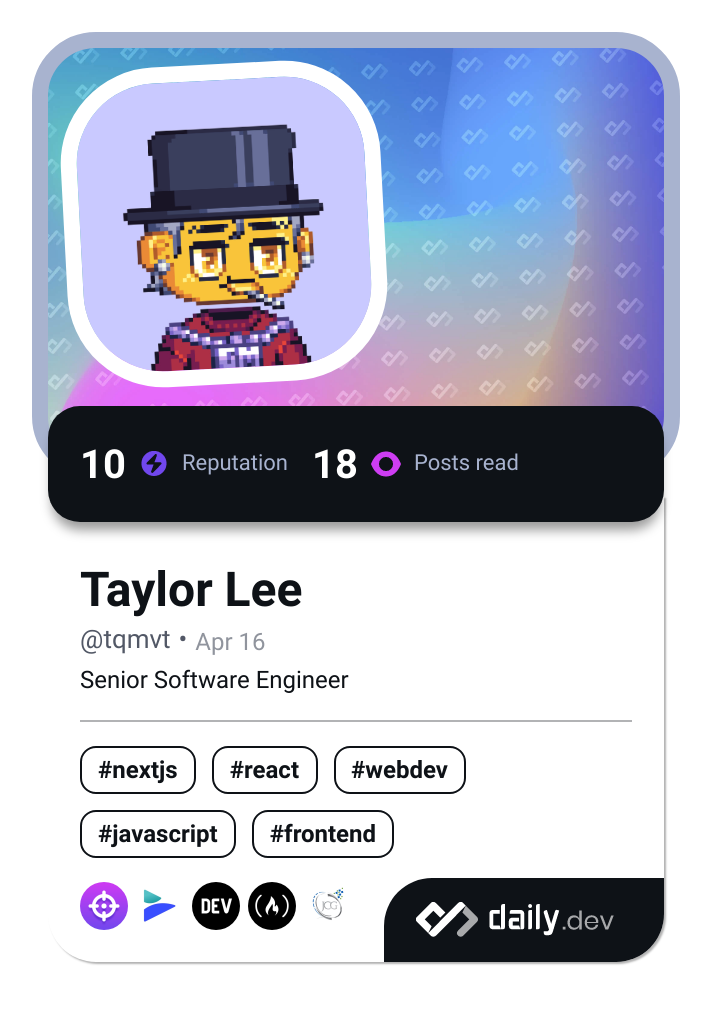 GM
10 Reputation 18 Posts read
Taylor Lee
@tqmvt • Apr 16
Senior Software Engineer
#nextjs #react #webdev
#javascript #frontend
DEV JCG
daily.dev